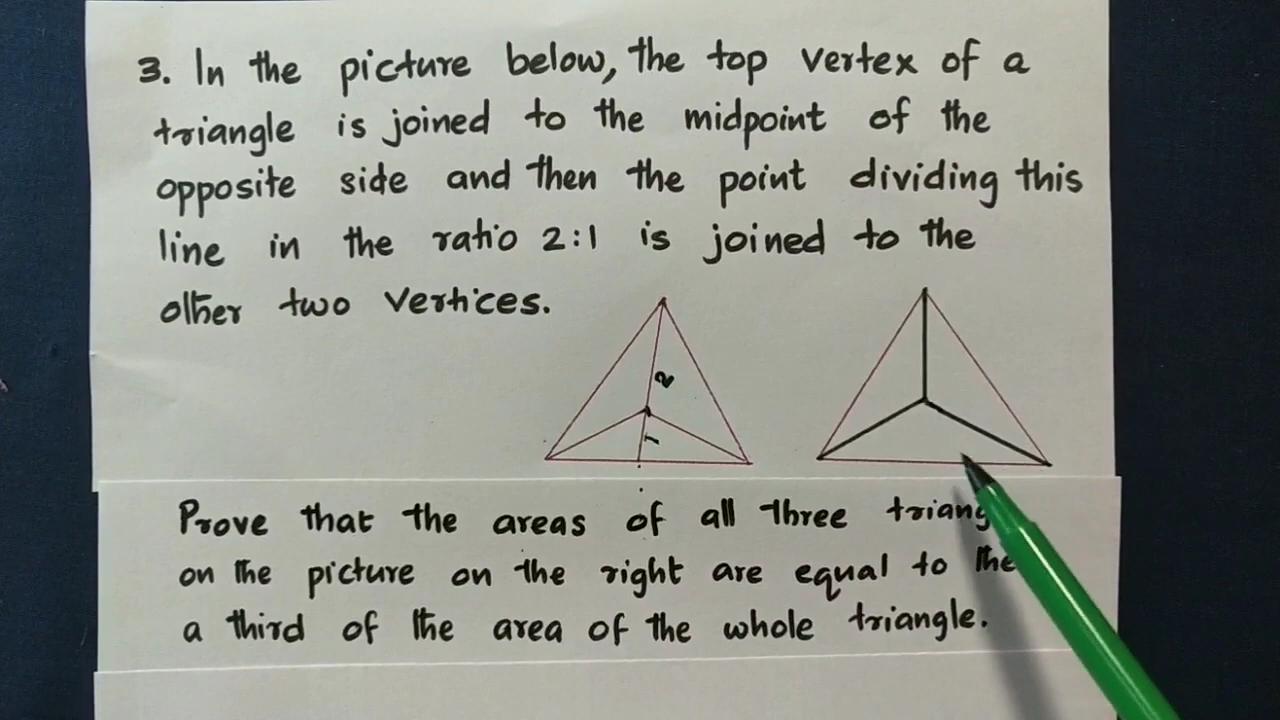 3. In the picture below, the top vertex of a
triangle is joined to the midpoint of the
opposite side and then the point dividing this
line in the ratio 2:1 is joined to the
other two vertices.
2
1
Prove that the areas of all three triang
on the picture on the right are equal to the
a third of the area of the whole triangle.